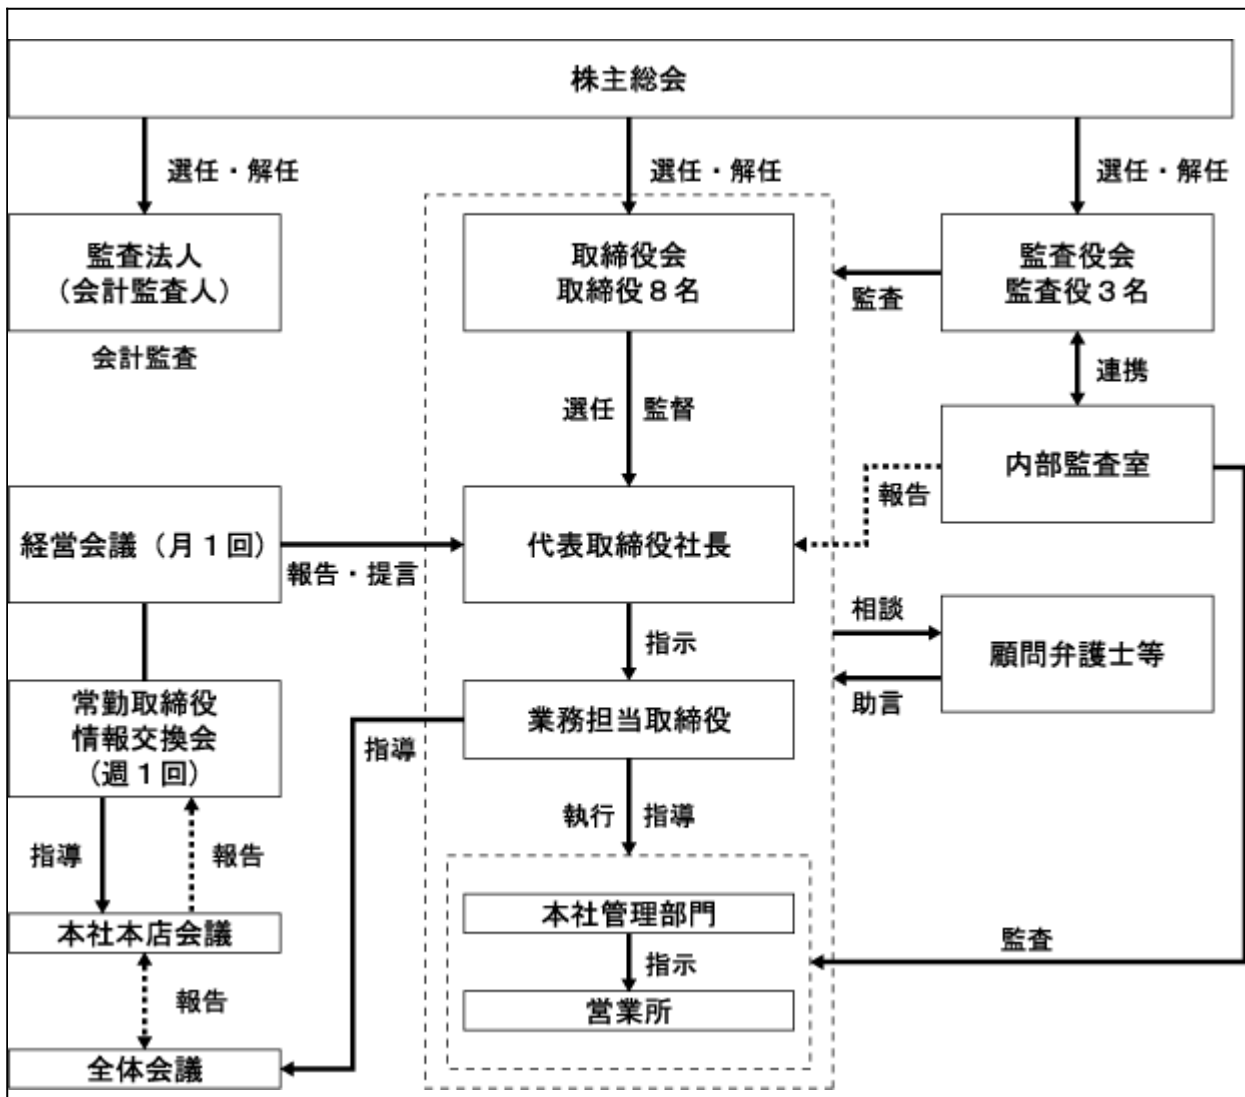 株主総会
選任・解任
選任・解任
選任・解任
監査法人
（会計監査人）
会計監査
取締役会
取締役８名
監査
監査役会
監査役３名
連携
選任
監督
内部監査室
報告
経営会議（月１回）
報告・提言
代表取締役社長
相談
顧問弁護士等
助言
指示
常勤取締役
情報交換会
（週１回）
指導
業務担当取締役
執行
指導
指導
報告
本社本店会議
本社管理部門
監査
指示
報告
営業所
全体会議